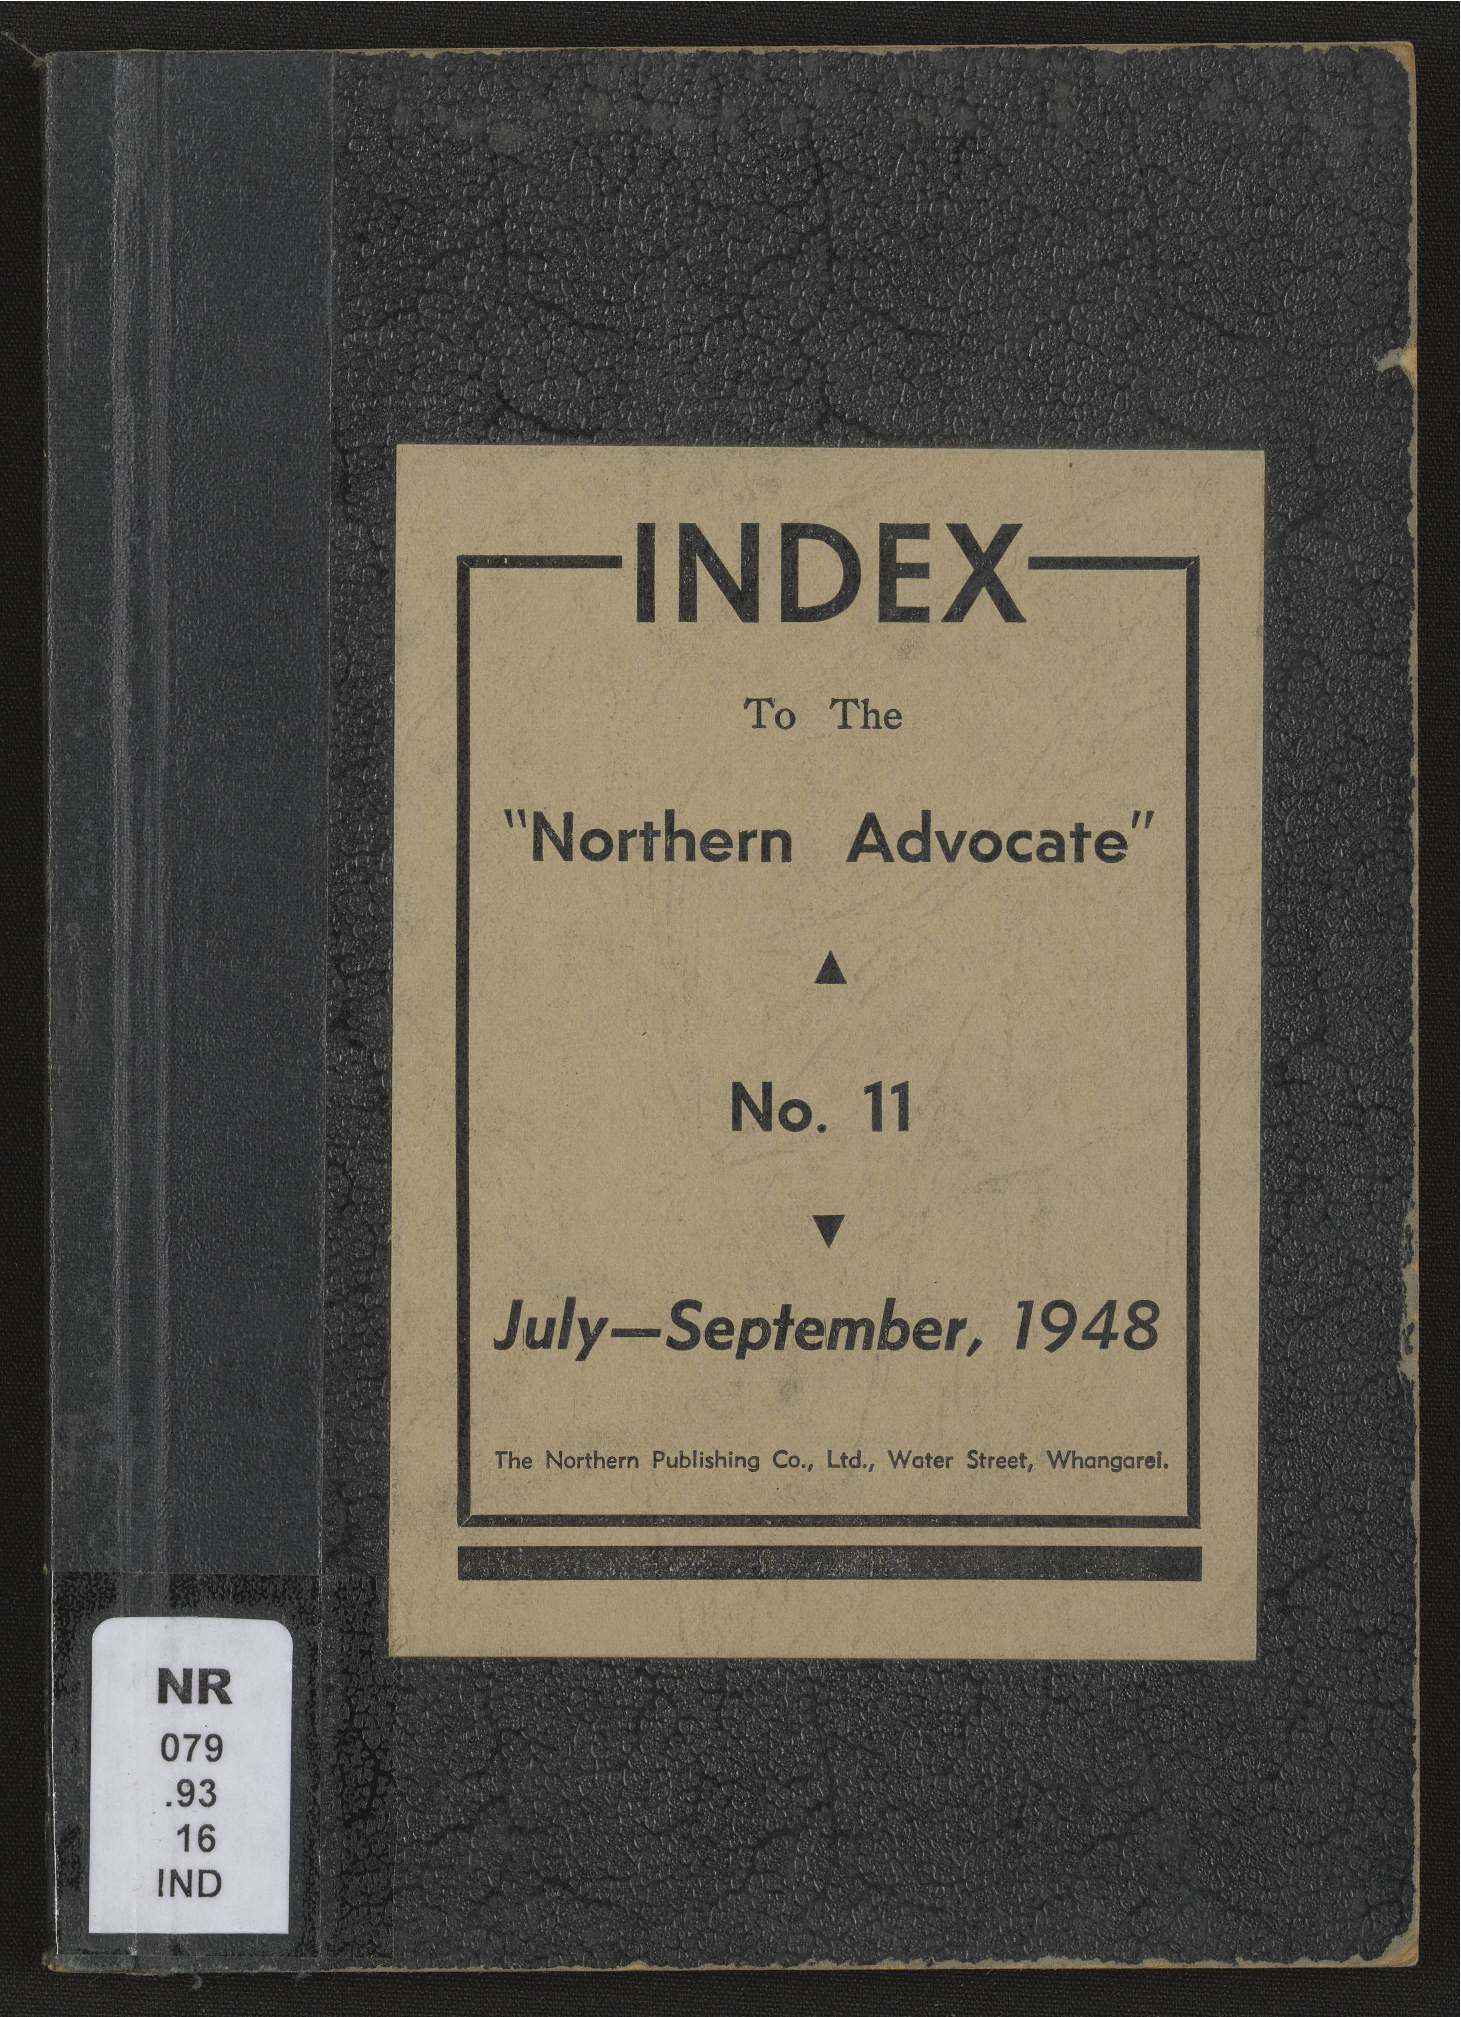 INDEX
To The
"Northern Advocate"
No. 11
July—September, 1948
The Northern Publishing Co., Ltd., Water Street, Whangarei.
NR
079
.93
16
IND